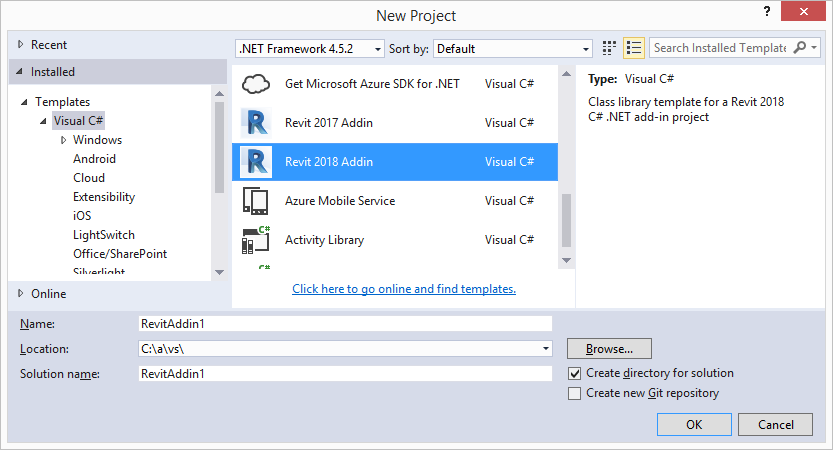 New Project
? ×
Recent
Installed
Templates
Visual C#
Windows
Android
Cloud
Extensibility
iOS
LightSwitch
Office/SharePoint
Silverlight
Online
.NET Framework 4.5.2
Sort by: Default
Search Installed Template
Get Microsoft Azure SDK for .NET Visual C#
Revit 2017 Addin Visual C#
Revit 2018 Addin Visual C#
Azure Mobile Service Visual C#
C# Activity Library Visual C#
C#
Click here to go online and find templates.
Type: Visual C#
Class library template for a Revit 2018
C# .NET add-in project
Name: RevitAddin1
Location: C:\a\vs\
Browse...
Solution name: RevitAddin1
Create directory for solution
Create new Git repository
OK Cancel